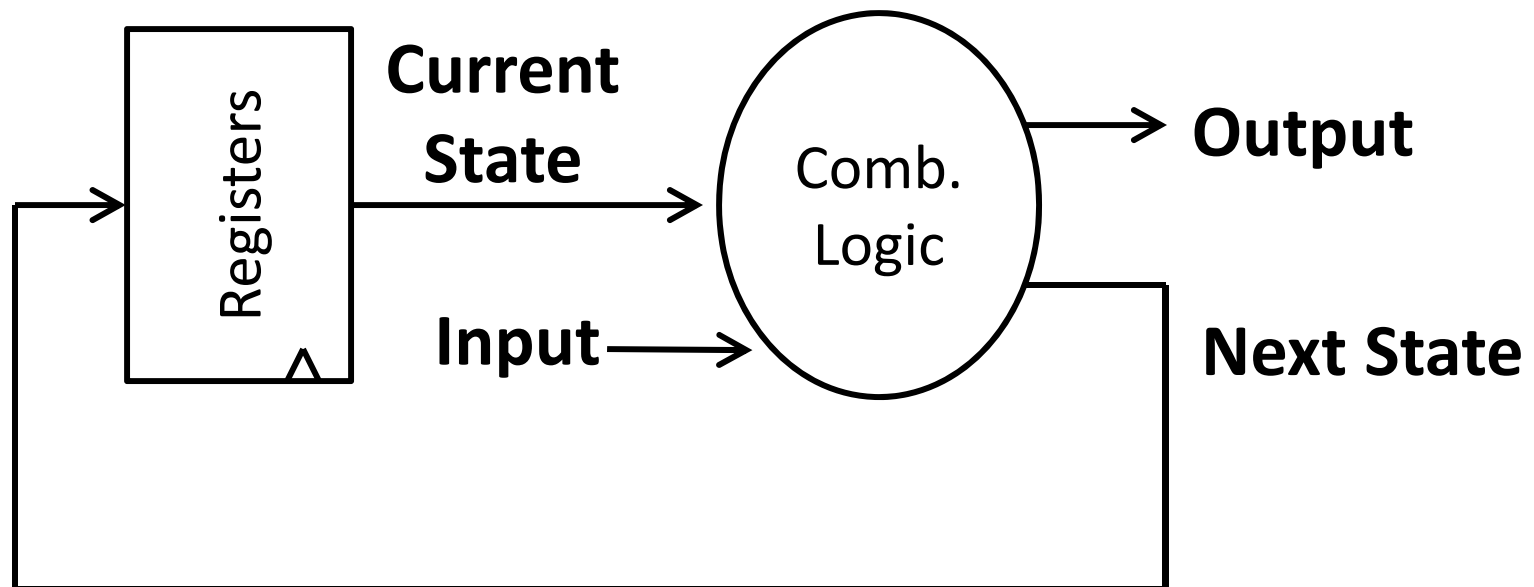 Registers
Current
State
Input
Comb.
Logic
Output
Next State